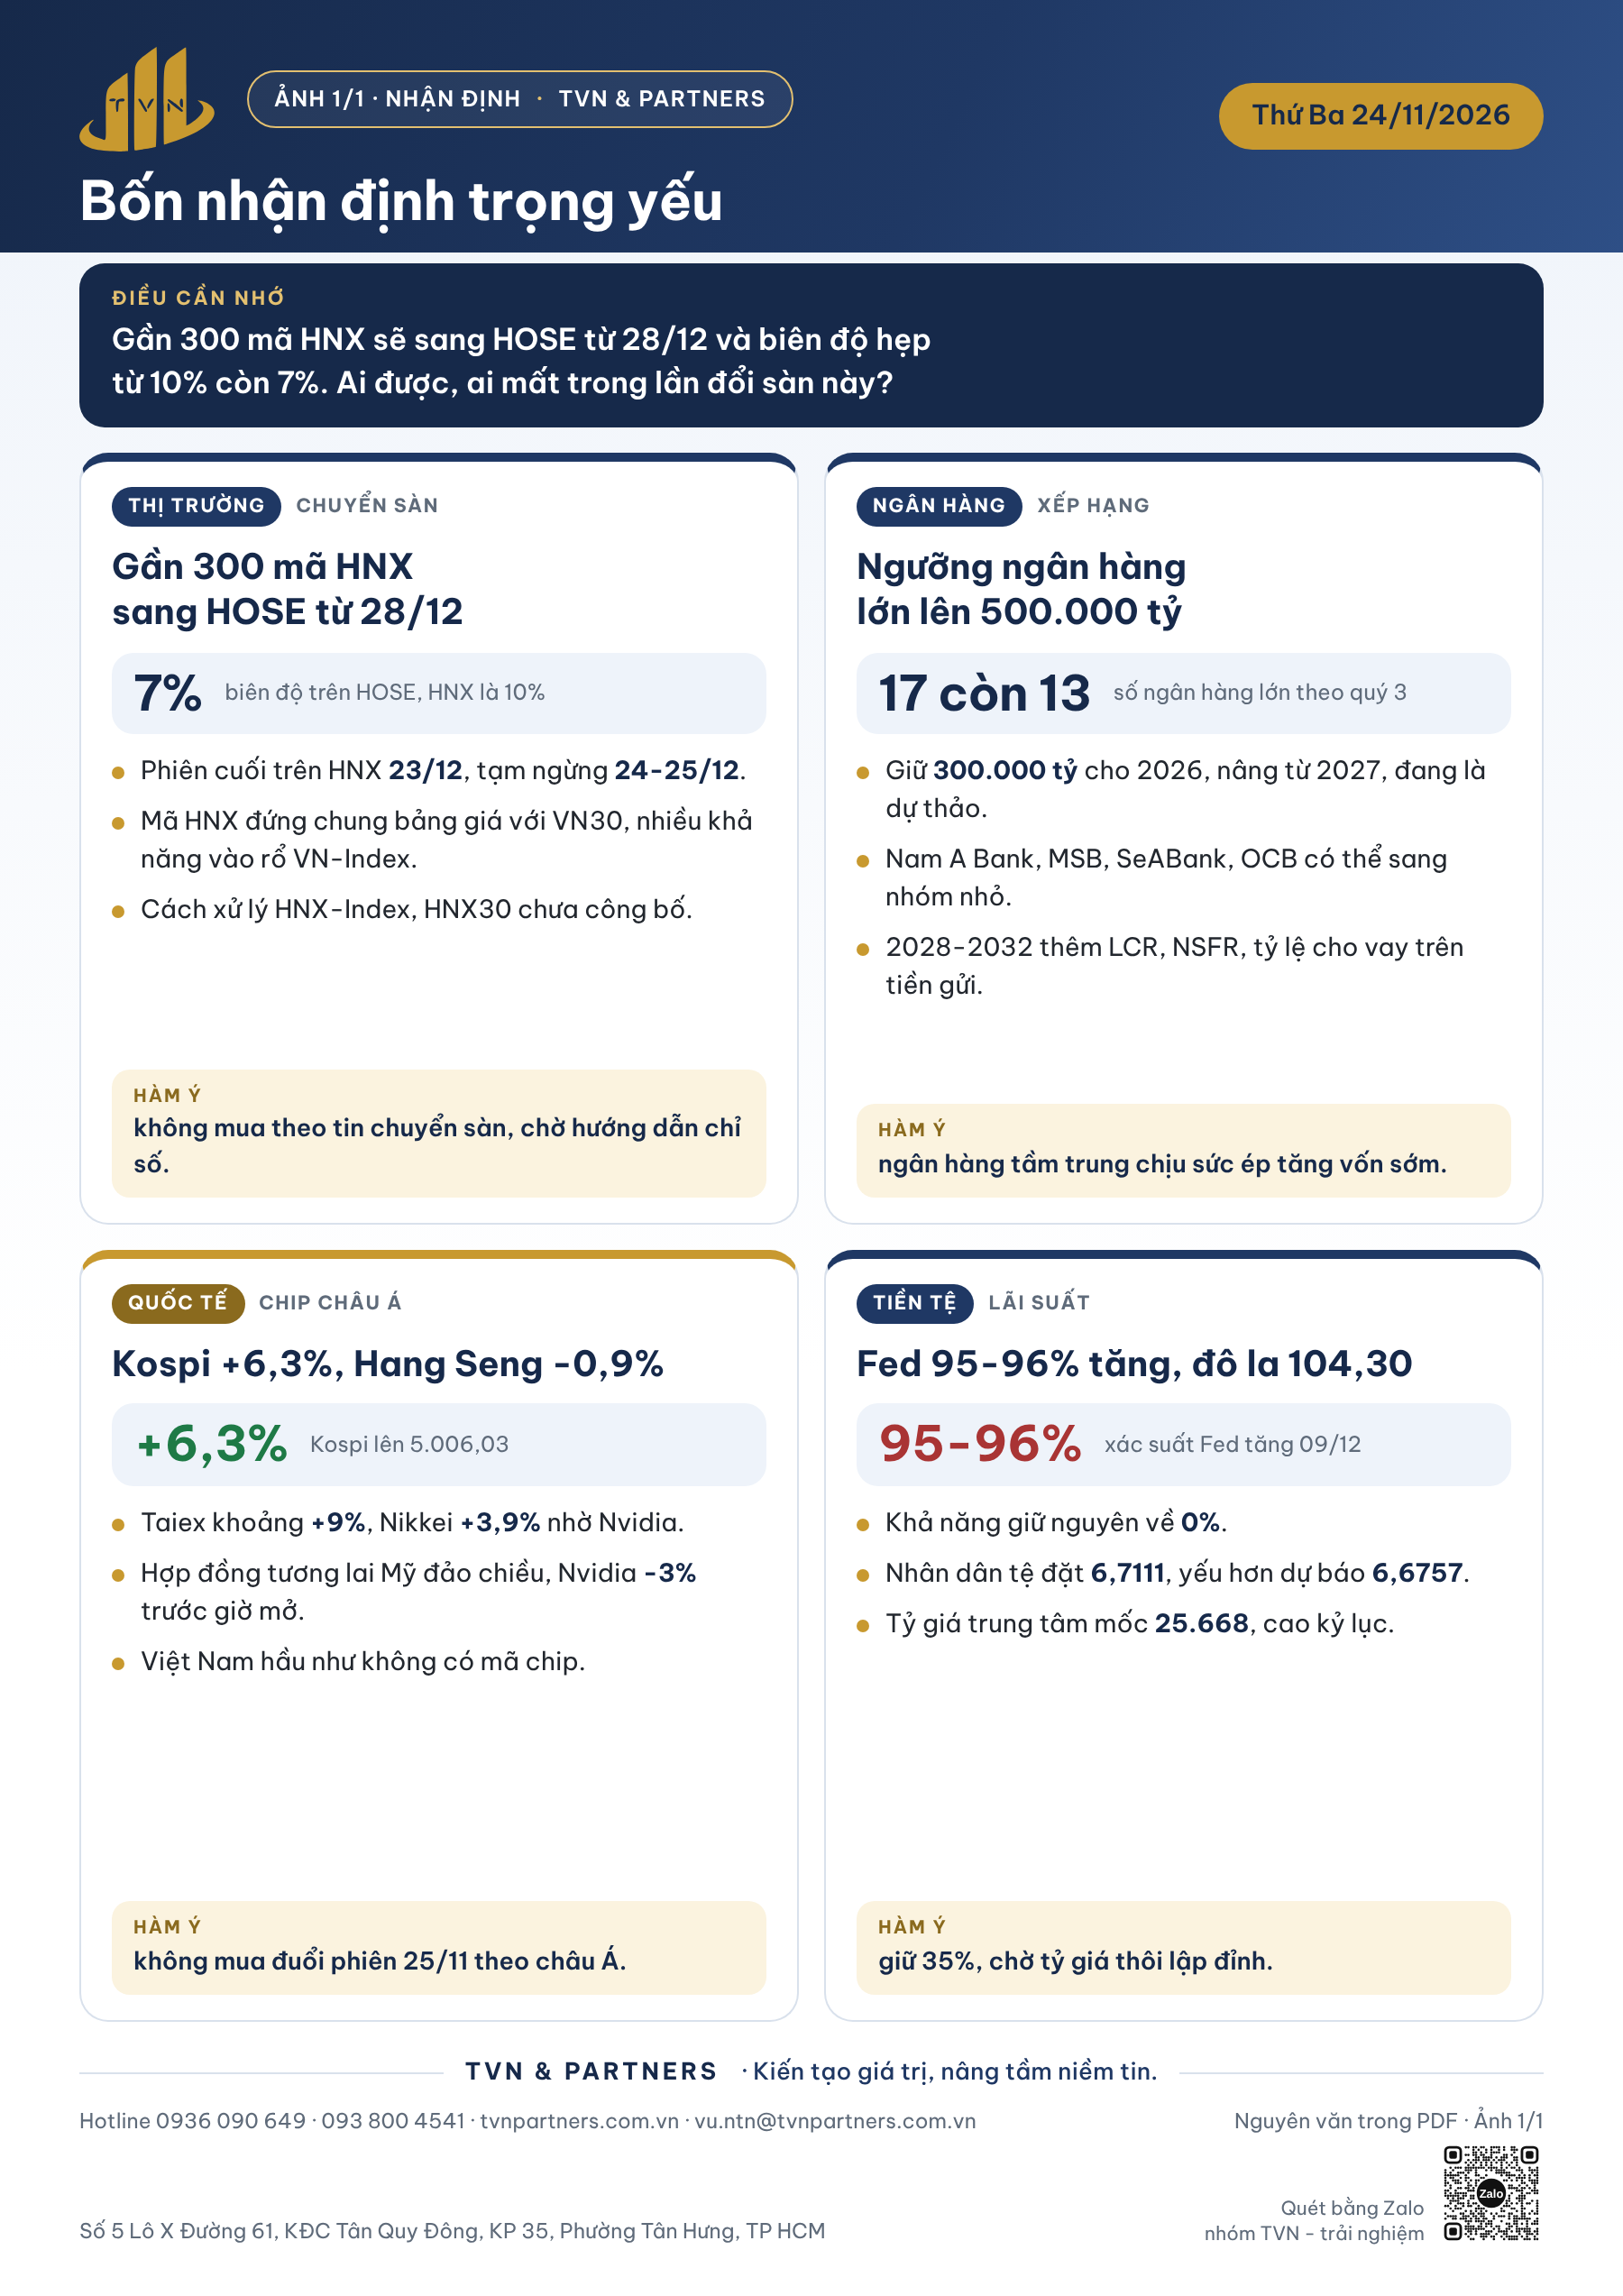 TVN
ẢNH 1/1 · NHẬN ĐỊNH · TVN & PARTNERS
Thứ Ba 24/11/2026
Bốn nhận định trọng yếu
ĐIỀU CẦN NHỚ
Gần 300 mã HNX sẽ sang HOSE từ 28/12 và biên độ hẹp
từ 10% còn 7%. Ai được, ai mất trong lần đổi sàn này?
THỊ TRƯỜNG CHUYỂN SÀN
Gần 300 mã HNX
sang HOSE từ 28/12
7% biên độ trên HOSE, HNX là 10%
Phiên cuối trên HNX 23/12, tạm ngừng 24-25/12.
Mã HNX đứng chung bảng giá với VN30, nhiều khả
năng vào rổ VN-Index.
Cách xử lý HNX-Index, HNX30 chưa công bố.
HÀM Ý
không mua theo tin chuyển sàn, chờ hướng dẫn chỉ
số.
NGÂN HÀNG XẾP HẠNG
Ngưỡng ngân hàng
lớn lên 500.000 tỷ
17 còn 13 số ngân hàng lớn theo quý 3
Giữ 300.000 tỷ cho 2026, nâng từ 2027, đang là
dự thảo.
Nam A Bank, MSB, SeABank, OCB có thể sang
nhóm nhỏ.
2028-2032 thêm LCR, NSFR, tỷ lệ cho vay trên
tiền gửi.
HÀM Ý
ngân hàng tầm trung chịu sức ép tăng vốn sớm.
QUỐC TẾ CHIP CHÂU Á
Kospi +6,3%, Hang Seng -0,9%
+6,3% Kospi lên 5.006,03
Taiex khoảng +9%, Nikkei +3,9% nhờ Nvidia.
Hợp đồng tương lai Mỹ đảo chiều, Nvidia -3%
trước giờ mở.
Việt Nam hầu như không có mã chip.
HÀM Ý
không mua đuổi phiên 25/11 theo châu Á.
TIỀN TỆ LÃI SUẤT
Fed 95-96% tăng, đô la 104,30
95-96% xác suất Fed tăng 09/12
Khả năng giữ nguyên về 0%.
Nhân dân tệ đặt 6,7111, yếu hơn dự báo 6,6757.
Tỷ giá trung tâm mốc 25.668, cao kỷ lục.
HÀM Ý
giữ 35%, chờ tỷ giá thôi lập đỉnh.
TVN & PARTNERS · Kiến tạo giá trị, nâng tầm niềm tin.
Hotline 0936 090 649 · 093 800 4541 · tvnpartners.com.vn · vu.ntn@tvnpartners.com.vn
Nguyên văn trong PDF · Ảnh 1/1
Zalo
Quét bằng Zalo
nhóm TVN - trải nghiệm
Số 5 Lô X Đường 61, KĐC Tân Quy Đông, KP 35, Phường Tân Hưng, TP HCM